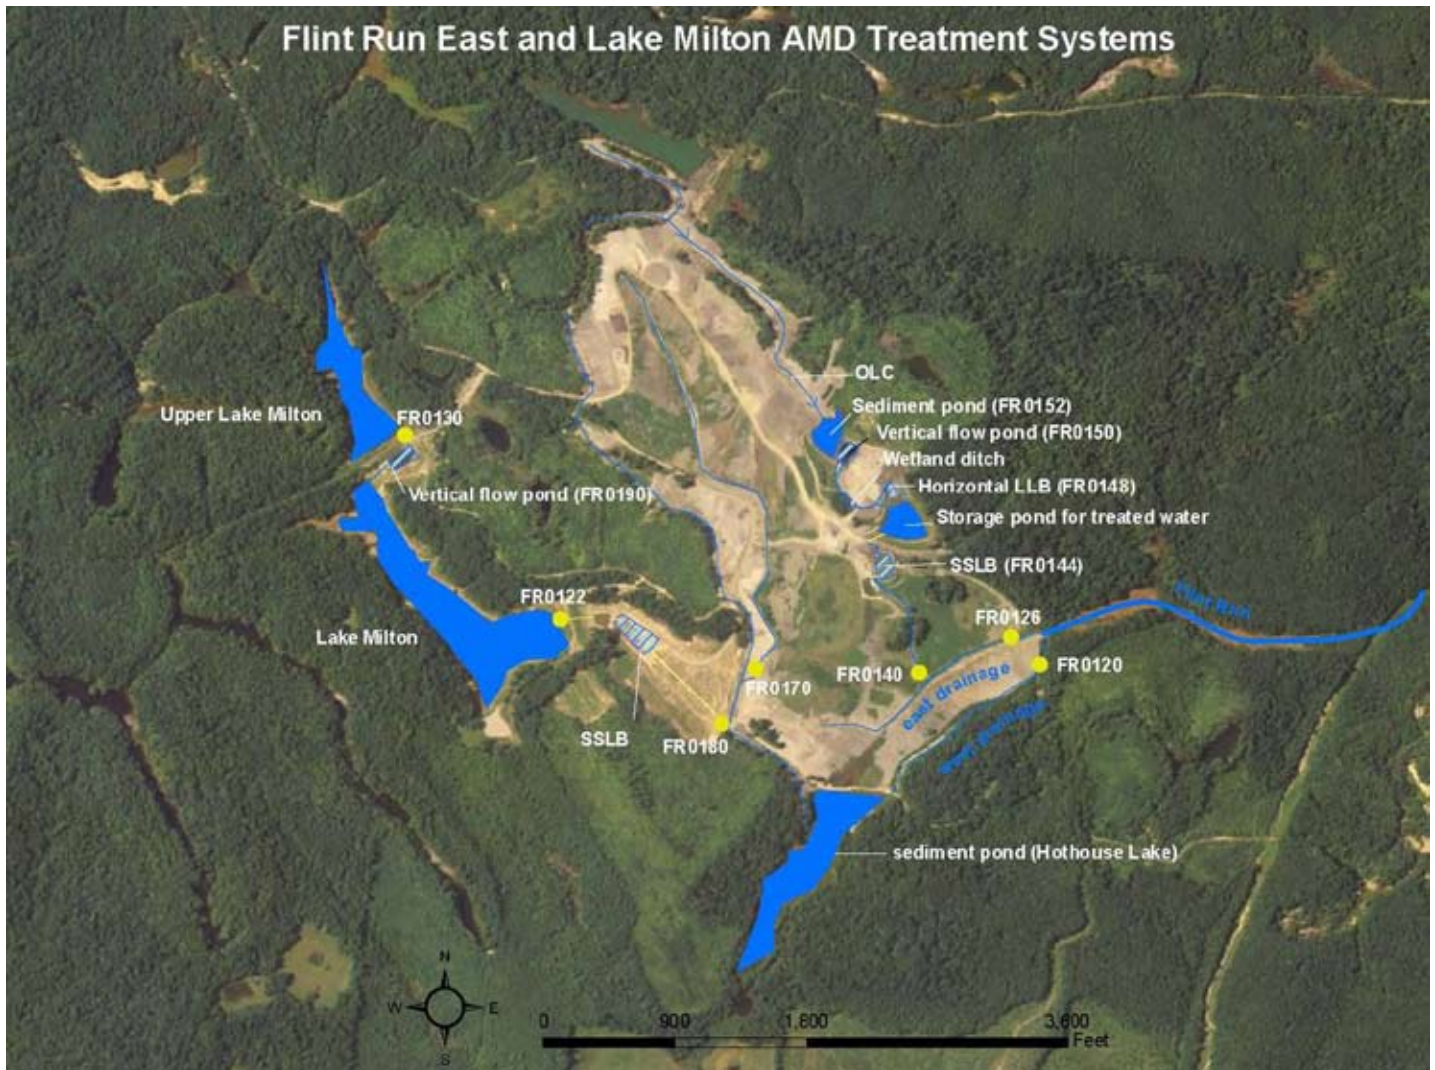 Flint Run East and Lake Milton AMD Treatment Systems
OLC
Sediment pond (FR0152)
Upper Lake Milton
FR0130
Vertical flow pond (FR0150)
Wetland ditch
Horizontal LLB (FR0148)
Vertical flow pond (FR0190)
Storage pond for treated water
SSLB (FR0144)
Flint Run
FR0122
FR0126
Lake Milton
FR0120
FR0140
FR0170
east drainage
SSLB
FR0180
drainage
sediment pond (Hothouse Lake)
N
W E
S
0 900 1,800 3,600
Feet